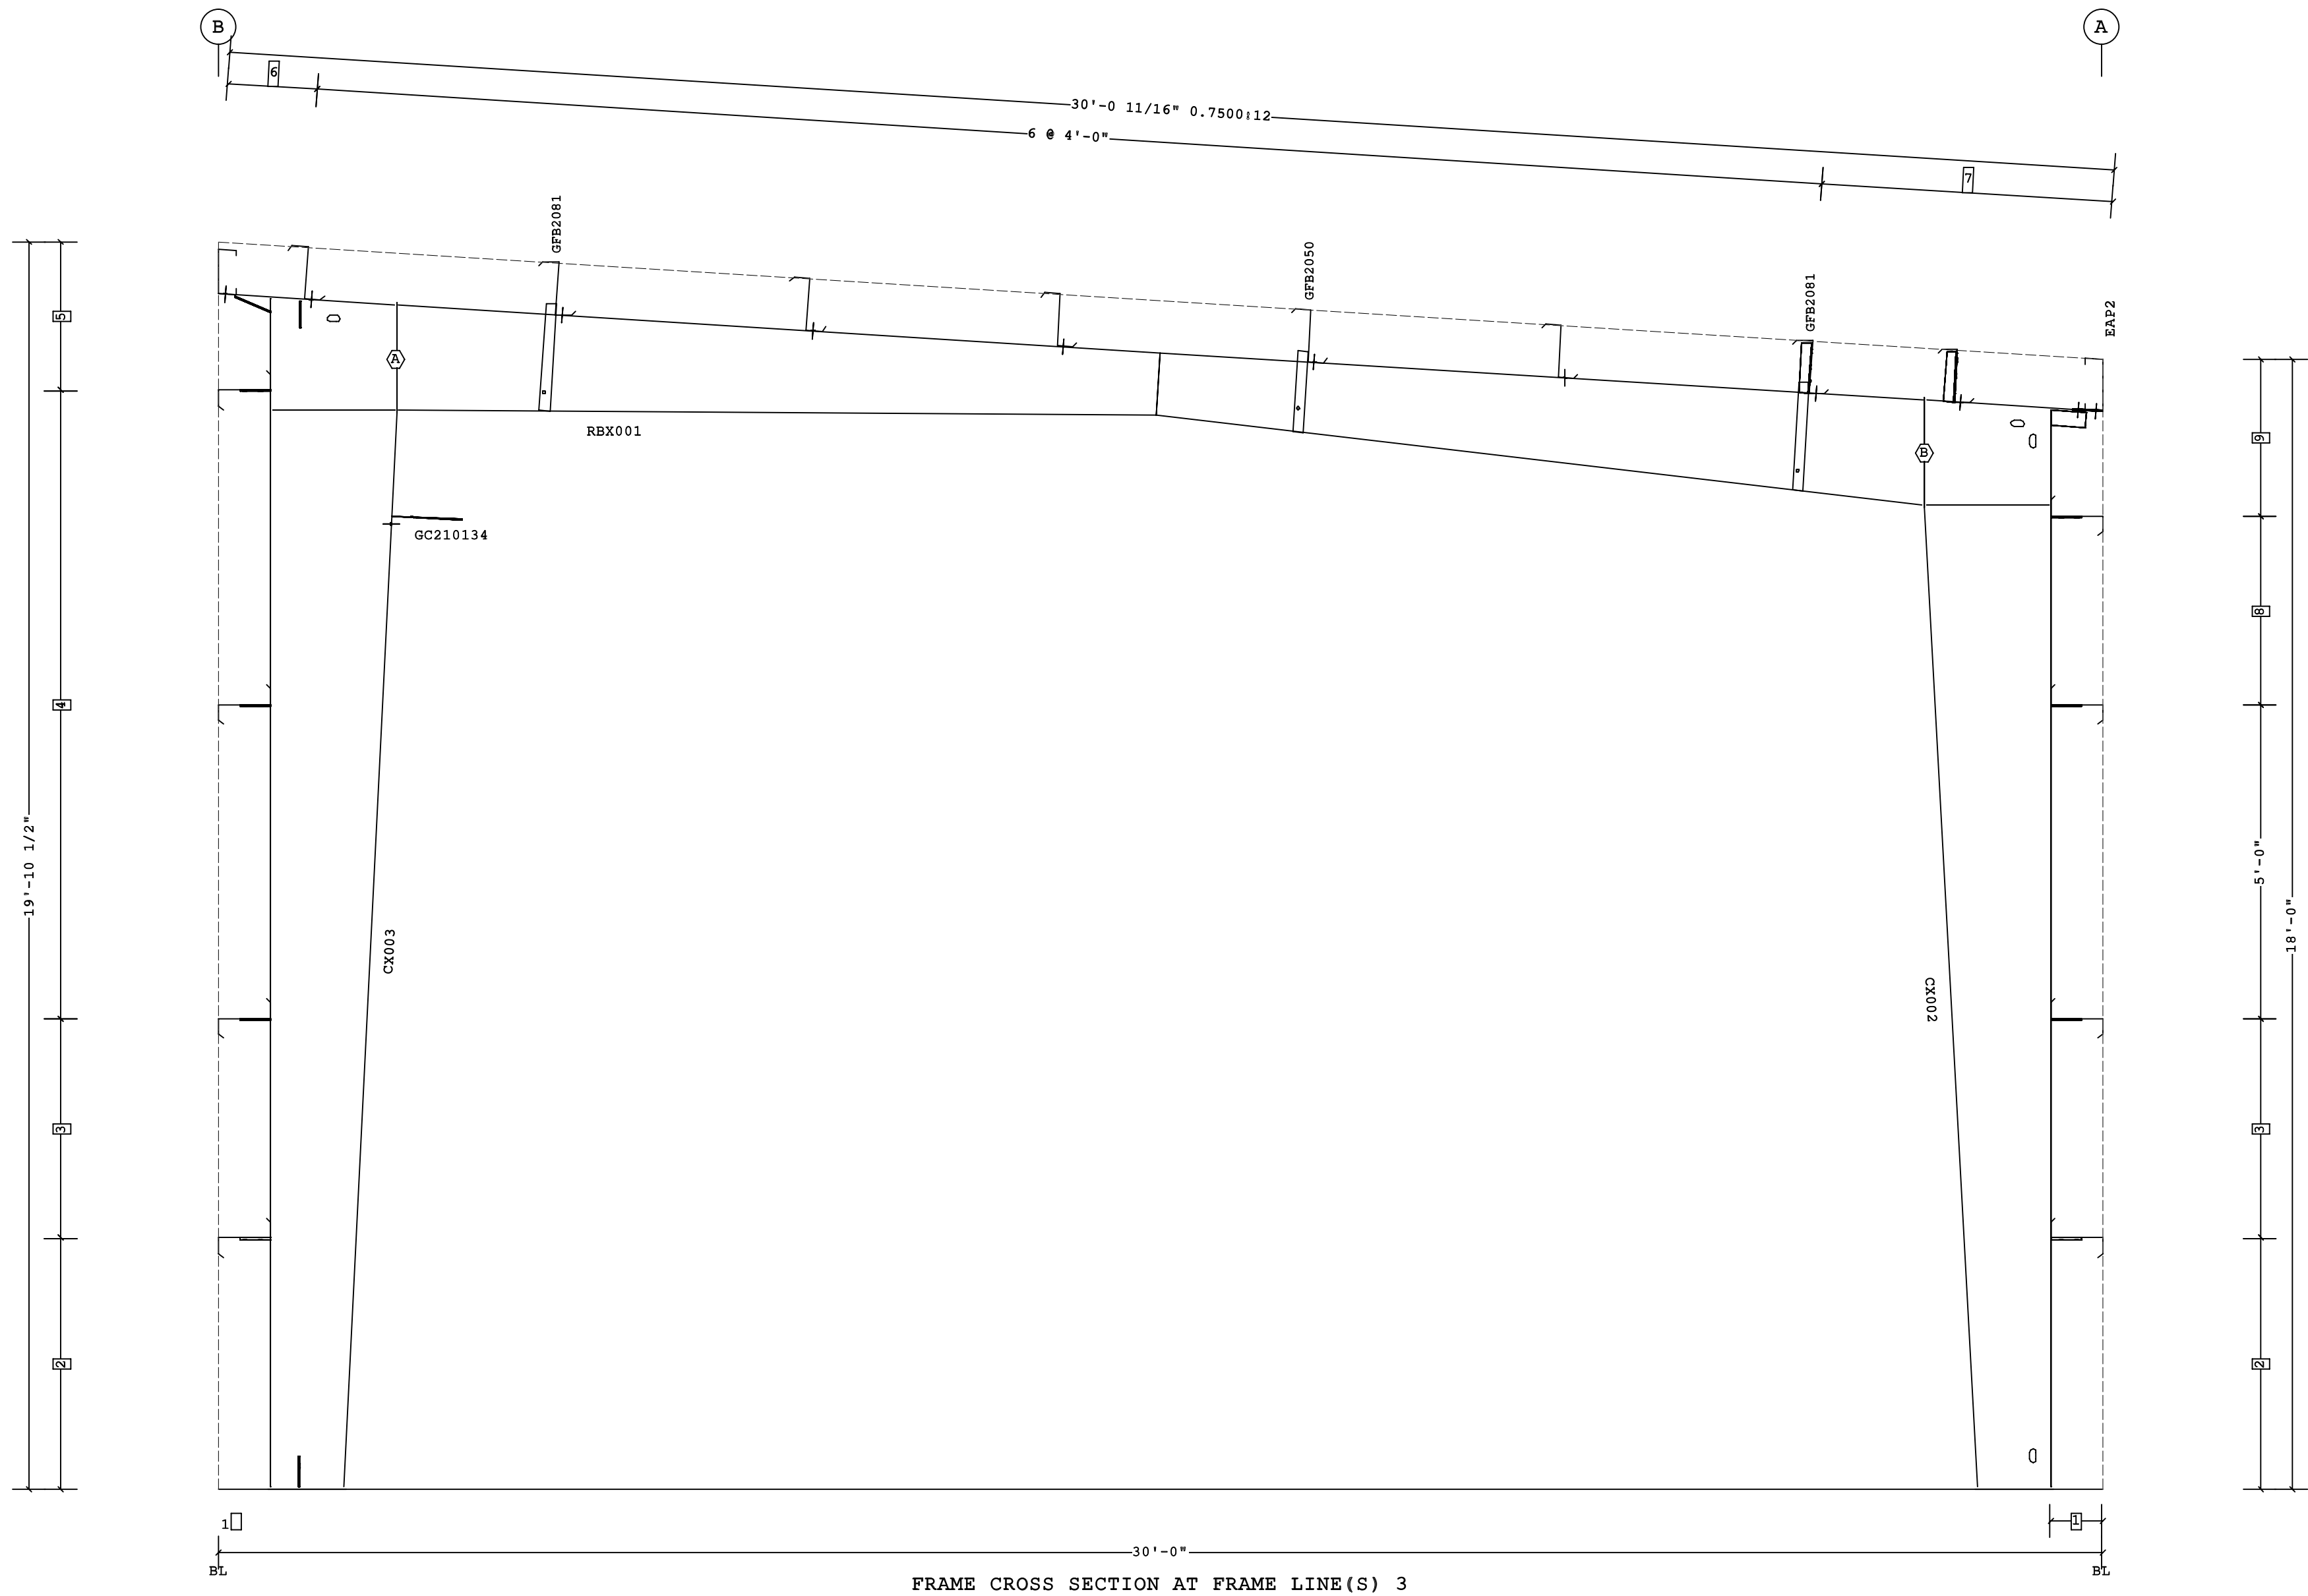 B
A
6
30'-0 11/16" 0.7500:12
6 @ 4'-0"
7
GFB2081
GFB2050
GFB2081
EAP2
5
A
9
RBX001
B
GC210134
8
4
19'-10 1/2"
5'-0"
18'-0"
CX003
CX002
3
3
2
2
1
1
30'-0"
BL
BL
FRAME CROSS SECTION AT FRAME LINE(S) 3